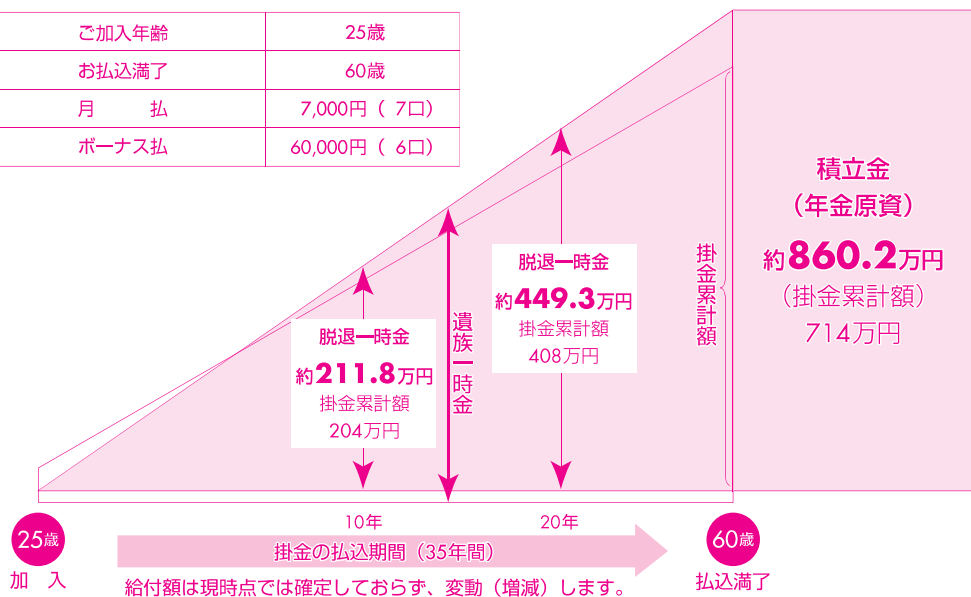 ご加入年齢 25歳
お払込満了 60歳
月 払 7,000円（ 7口）
ボーナス払 60,000円（ 6口）
脱退一時金
約211.8万円
掛金累計額
204万円
遺族一時金
脱退一時金
約449.3万円
掛金累計額
408万円
掛金累計額
積立金
（年金原資）
約860.2万円
（掛金累計額）
714万円
10年 20年
25歳
加 入
掛金の払込期間（35年間）
60歳
払込満了
給付額は現時点では確定しておらず、変動（増減）します。